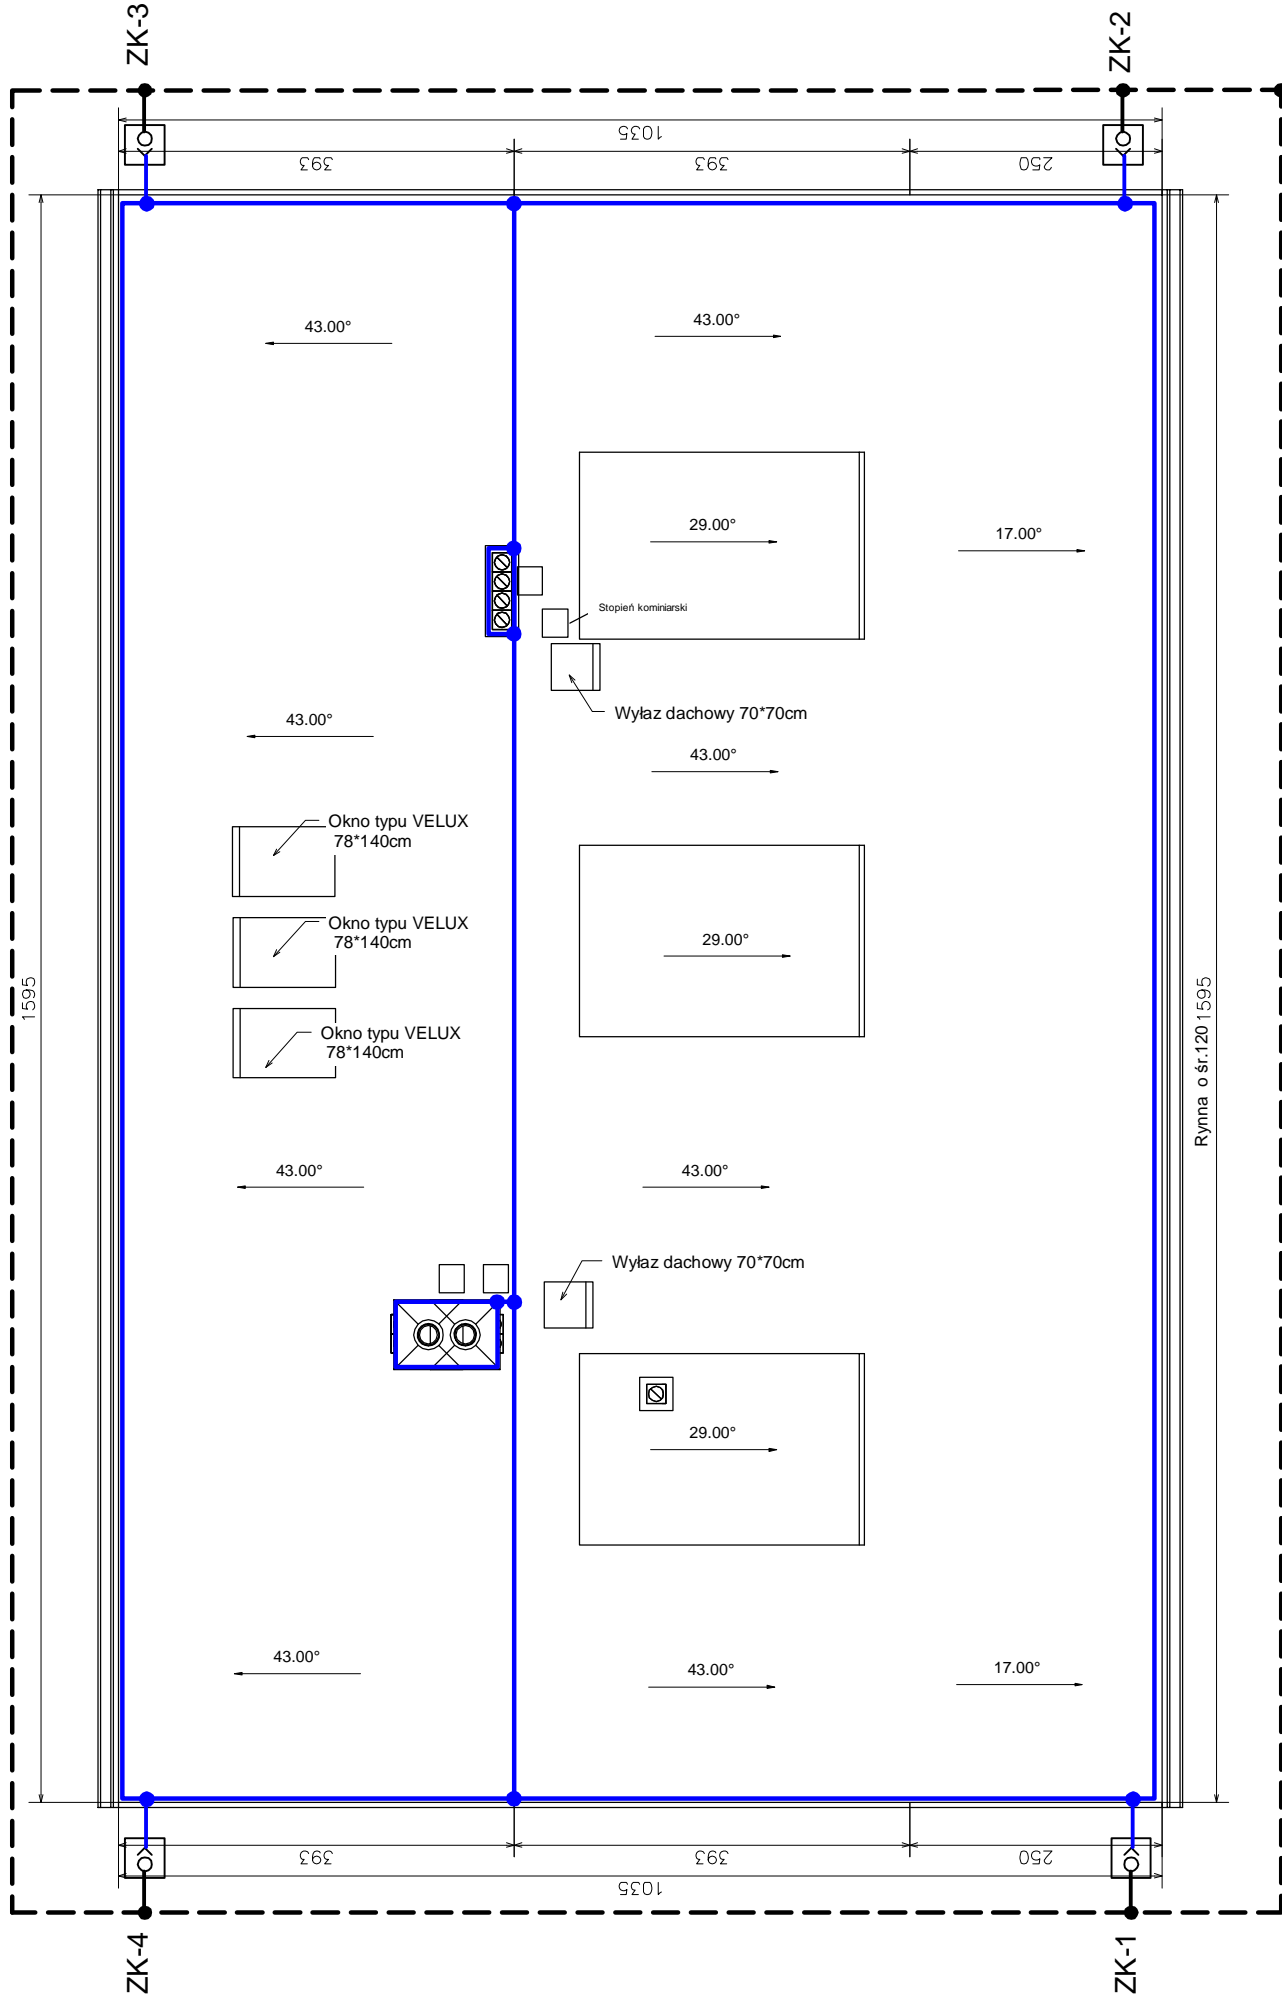 ZK-3
ZK-2
1035
393
393
250
43.00°
43.00°
29.00°
17.00°
Stopień kominiarski
Wyłaz dachowy 70*70cm
43.00°
43.00°
Okno typu VELUX
78*140cm
Okno typu VELUX
78*140cm
29.00°
1595
Rynna o śr.120
1595
Okno typu VELUX
78*140cm
43.00°
43.00°
Wyłaz dachowy 70*70cm
29.00°
43.00°
43.00°
17.00°
393
393
250
1035
ZK-4
ZK-1